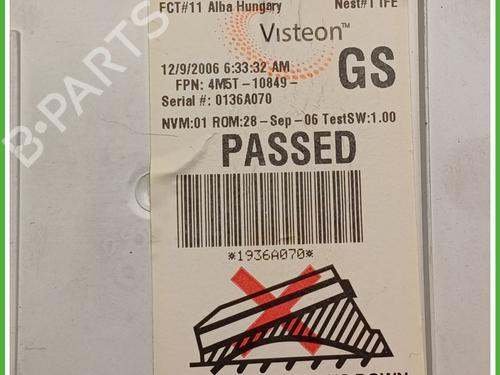 FCT#11 Alba Hungary Nest#1 IFE
Visteon™
12/9/2006 6:33:32 AM
GS
FPN: 4M5T-10849-
Serial #: 0136A070
NVM:01 ROM:28-Sep-06 TestSW:1.00
PASSED
*1936A070*
DOWN
B-PARTS